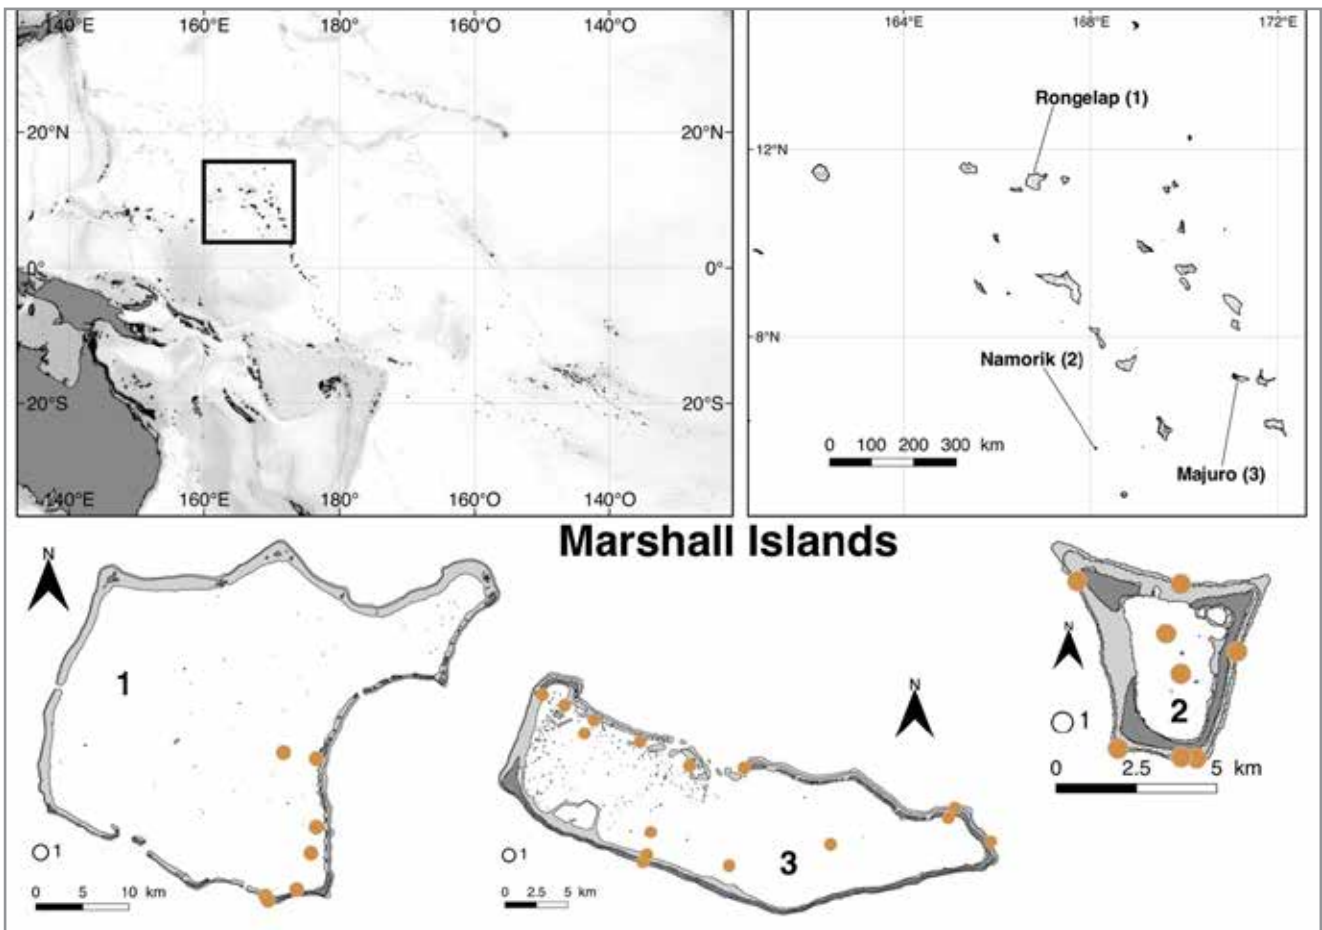 140°E 160°E 180° 160°O 140°O
20°N 20°N
0° 0°
20°S 20°S
140°E 160°E 180° 160°O 140°O
164°E 168°E 172°E
Rongelap (1)
12°N
8°N
Namorik (2)
0 100 200 300 km
Majuro (3)
Marshall Islands
N
1
1
0 5 10 km
N
3
1
0 2.5 5 km
N
2
1
0 2.5 5 km